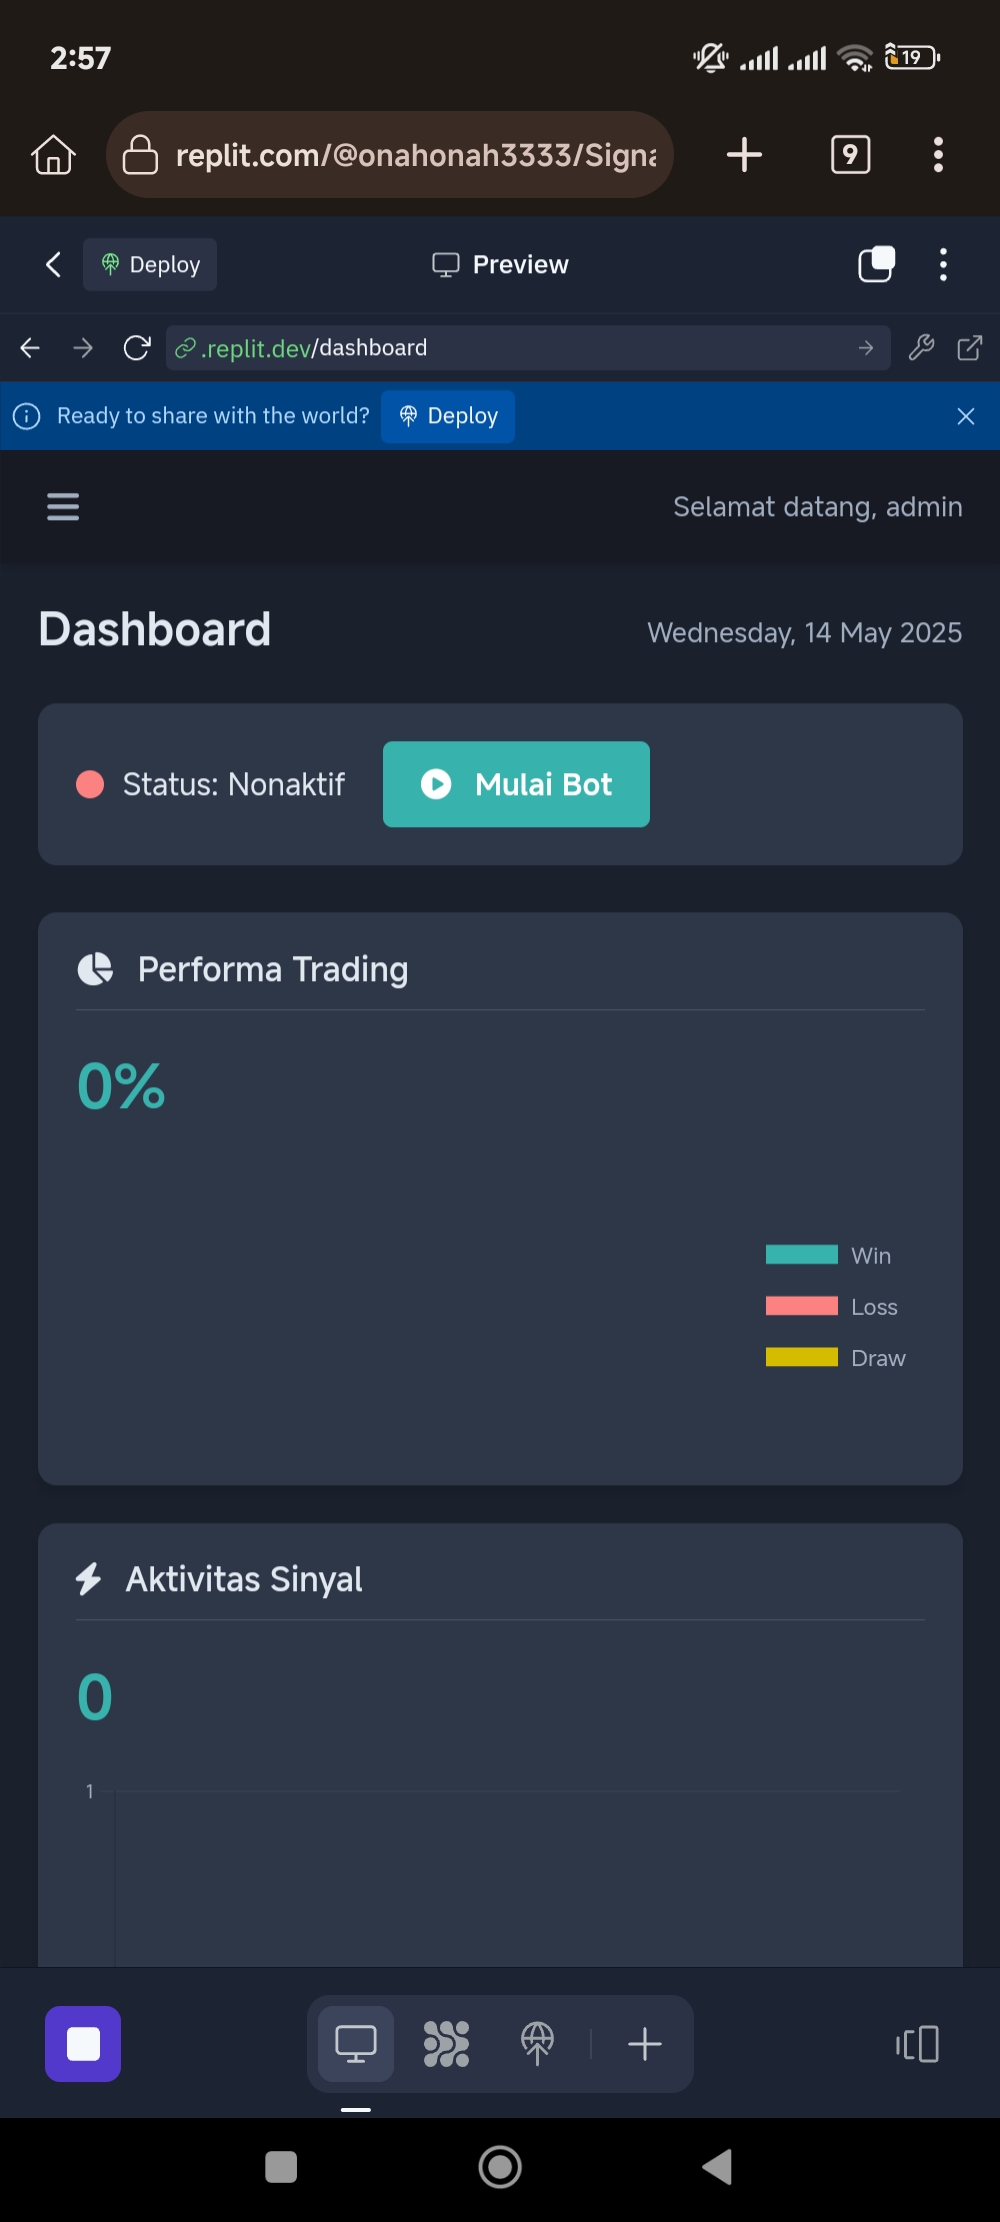 2:57
19
replit.com/@onahonah3333/Signa
9
Deploy
Preview
.replit.dev/dashboard
Ready to share with the world?
Deploy
Selamat datang, admin
Dashboard
Wednesday, 14 May 2025
Status: Nonaktif
Mulai Bot
Performa Trading
0%
Win
Loss
Draw
Aktivitas Sinyal
0
1